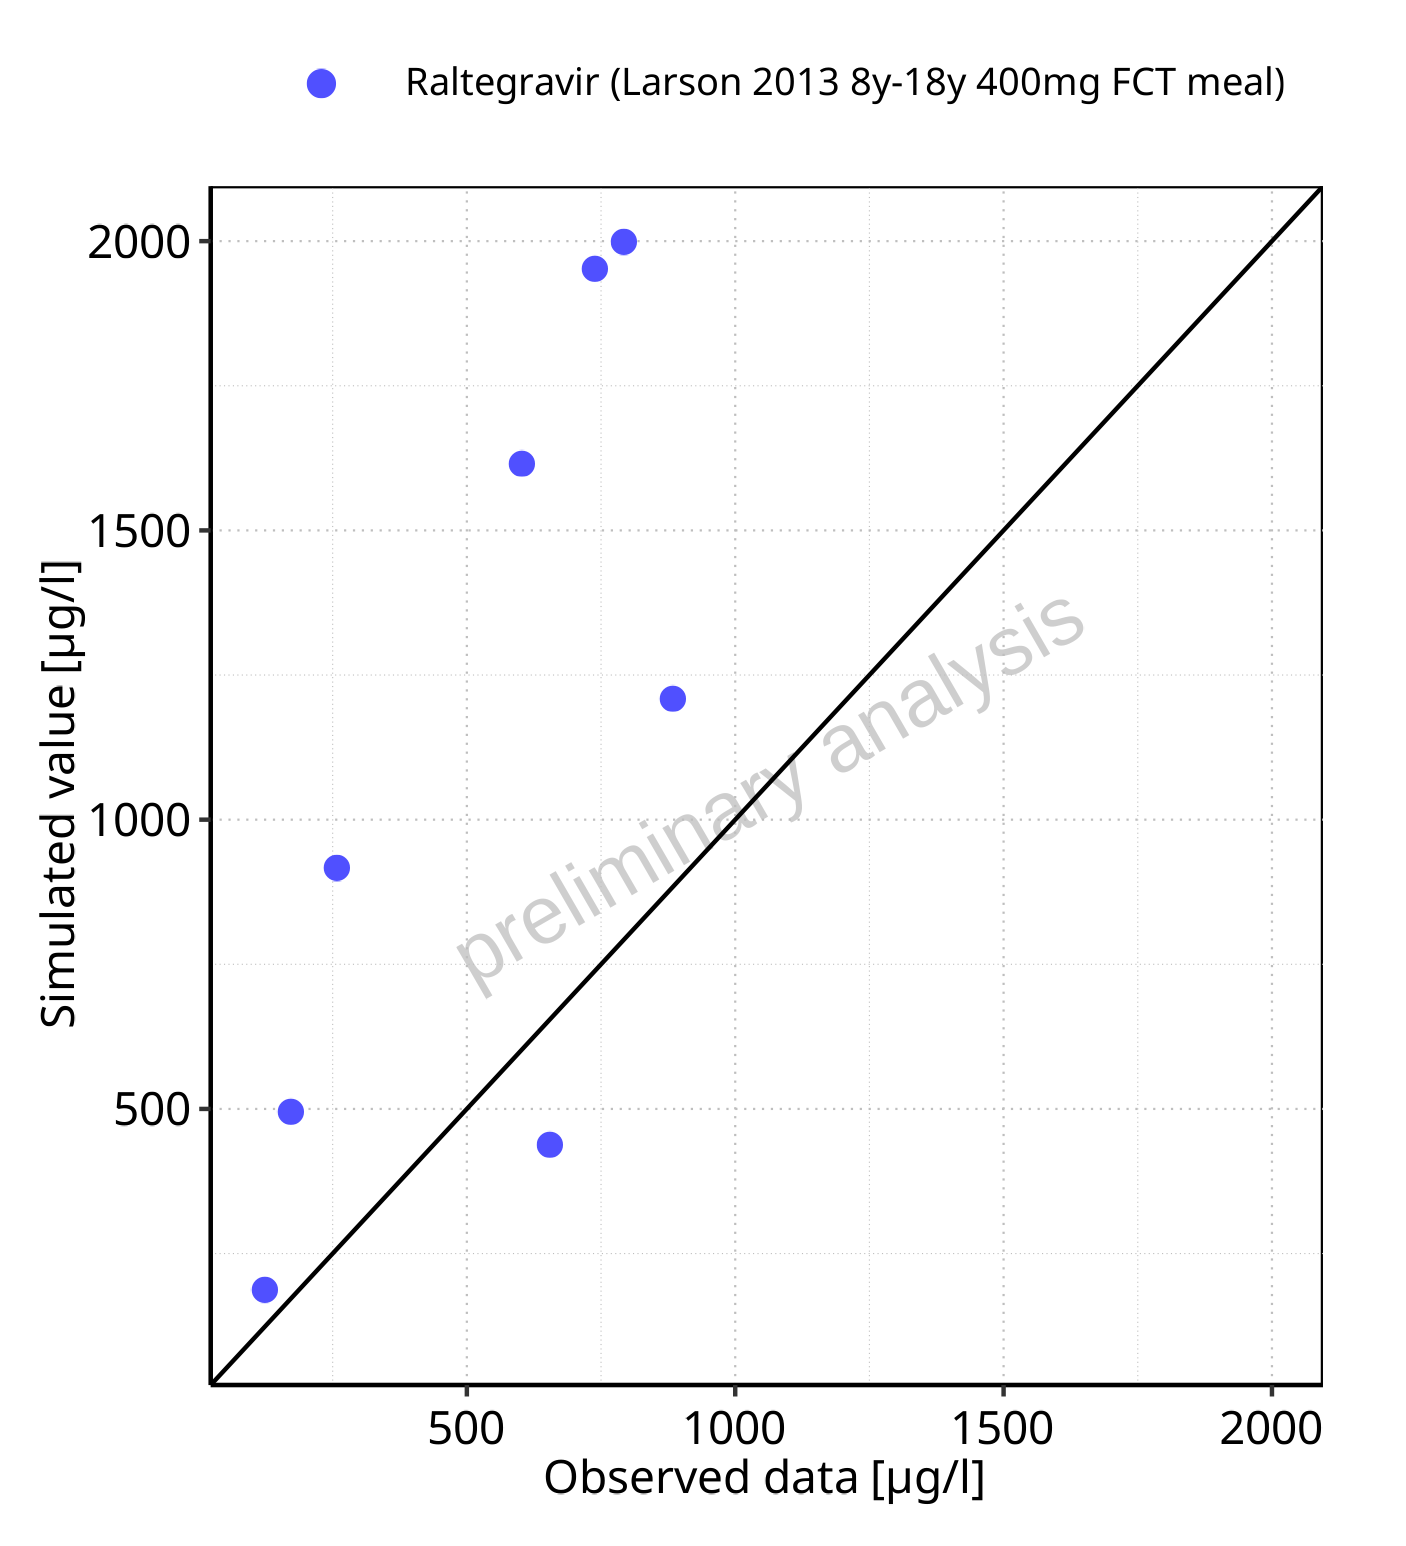 Raltegravir (Larson 2013 8y-18y 400mg FCT meal)
2000
1500
1000
500
Simulated value [µg/l]
preliminary analysis
500 1000 1500 2000
Observed data [µg/l]